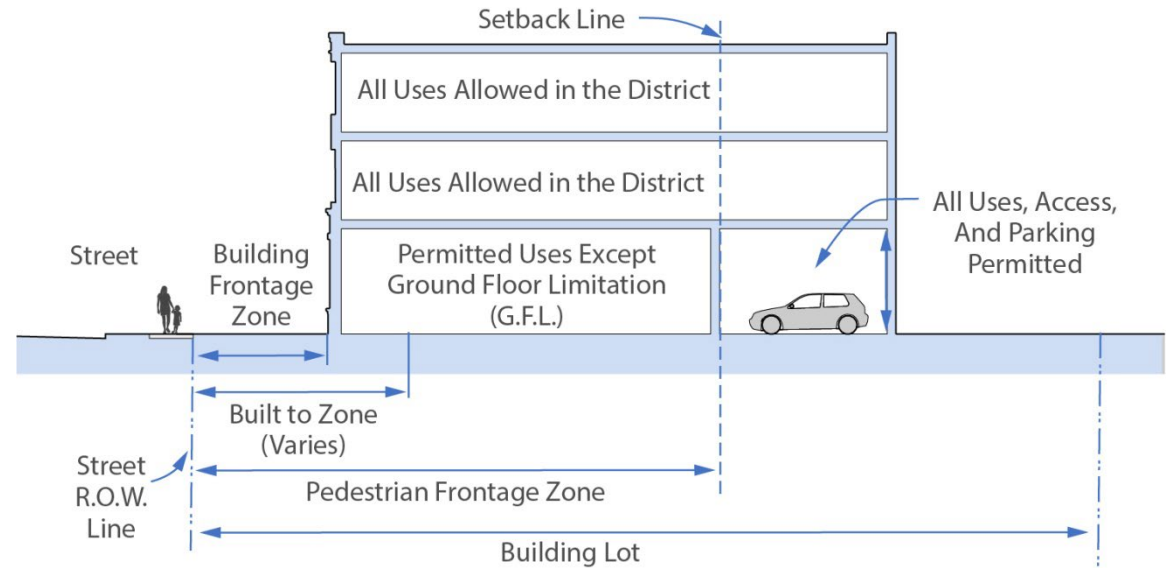 Setback Line
All Uses Allowed in the District
All Uses Allowed in the District
All Uses, Access,
And Parking
Permitted
Street
Building
Frontage
Zone
Permitted Uses Except
Ground Floor Limitation
(G.F.L.)
Built to Zone
(Varies)
Street
R.O.W.
Line
Pedestrian Frontage Zone
Building Lot